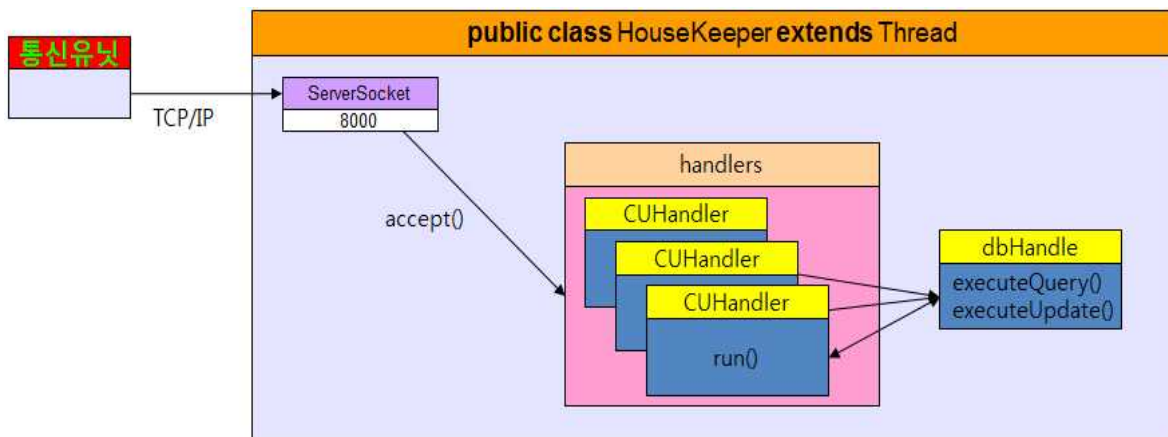 public class HouseKeeper extends Thread
통신유닛
TCP/IP
ServerSocket
8000
accept()
handlers
CUHandler
CUHandler
CUHandler
run()
dbHandle
executeQuery()
executeUpdate()